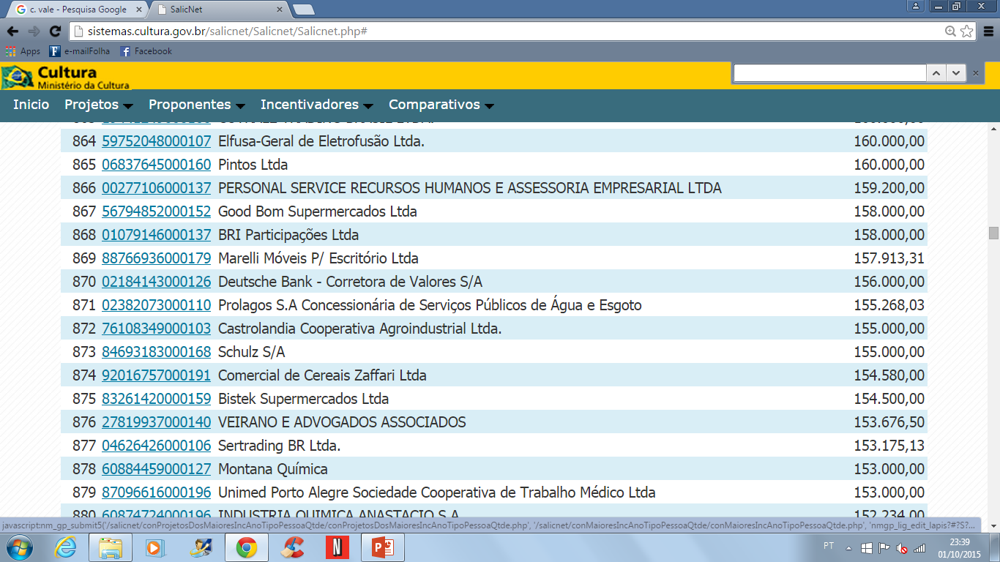 c. vale - Pesquisa Google
SalicNet
sistemas.cultura.gov.br/salicnet/Salicnet/Salicnet.php#
Apps e-mailFolha Facebook
Cultura
Ministério da Cultura
Inicio Projetos Proponentes Incentivadores Comparativos
864 59752048000107 Elfusa-Geral de Eletrofusão Ltda. 160.000,00
865 06837645000160 Pintos Ltda 160.000,00
866 00277106000137 PERSONAL SERVICE RECURSOS HUMANOS E ASSESSORIA EMPRESARIAL LTDA 159.200,00
867 56794852000152 Good Bom Supermercados Ltda 158.000,00
868 01079146000137 BRI Participações Ltda 158.000,00
869 88766936000179 Marelli Móveis P/ Escritório Ltda 157.913,31
870 02184143000126 Deutsche Bank - Corretora de Valores S/A 156.000,00
871 02382073000110 Prolagos S.A Concessionária de Serviços Públicos de Água e Esgoto 155.268,03
872 76108349000103 Castrolandia Cooperativa Agroindustrial Ltda. 155.000,00
873 84693183000168 Schulz S/A 155.000,00
874 92016757000191 Comercial de Cereais Zaffari Ltda 154.580,00
875 83261420000159 Bistek Supermercados Ltda 154.500,00
876 27819937000140 VEIRANO E ADVOGADOS ASSOCIADOS 153.676,50
877 04626426000106 Sertrading BR Ltda. 153.175,13
878 60884459000127 Montana Química 153.000,00
879 87096616000196 Unimed Porto Alegre Sociedade Cooperativa de Trabalho Médico Ltda 153.000,00
880 60874724000196 INDUSTRIA QUIMICA ANASTACIO S A 152.234,00
javascript:nm_gp_submit5('/salicnet/conProjetosDosMaioresIncAnoTipoPessoaQtde/conProjetosDosMaioresIncAnoTipoPessoaQtde.php', '/salicnet/conMaioresIncAnoTipoPessoaQtde/conMaioresIncAnoTipoPessoaQtde.php', 'nmgp_lig_edit_lapis?#?S?...
PT
23:39
01/10/2015